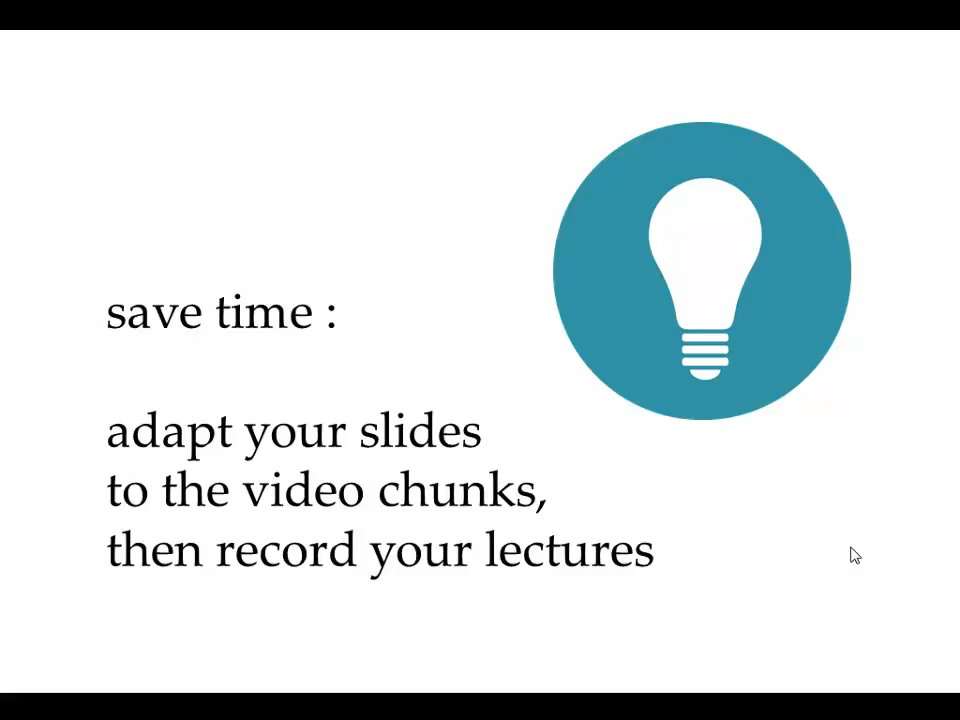 save time :
adapt your slides
to the video chunks,
then record your lectures